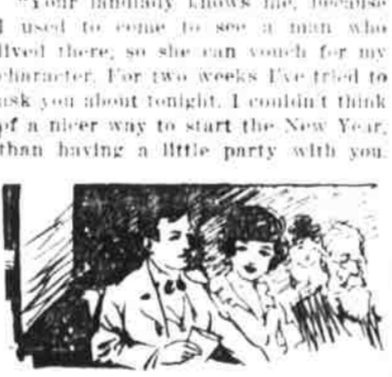 "Your landlady knows me, because
I used to come to see a man who
lived there, so she can vouch for my
character. For two weeks I've tried to
ask you about tonight. I couldn't think
of a nicer way to start the New Year
than having a little party with you.